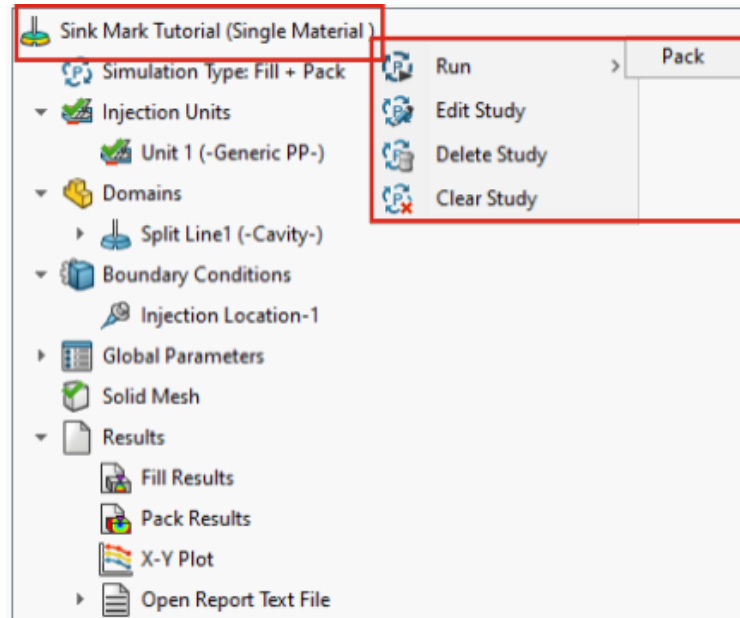 Sink Mark Tutorial (Single Material )
Simulation Type: Fill + Pack
Injection Units
Unit 1 (-Generic PP-)
Domains
Split Line1 (-Cavity-)
Boundary Conditions
Injection Location-1
Global Parameters
Solid Mesh
Results
Fill Results
Pack Results
X-Y Plot
Open Report Text File
Run
Pack
Edit Study
Delete Study
Clear Study